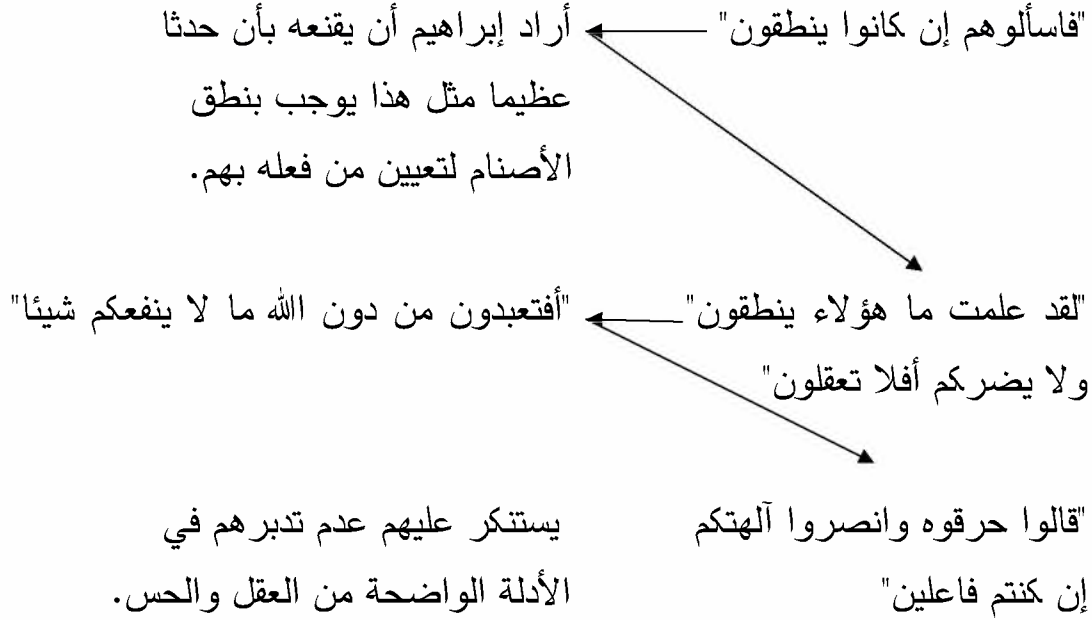 "فاسألوهم إن كانوا ينطقون" أراد إبراهيم أن يقنعه بأن حدثا
عظيما مثل هذا يوجب بنطق
الأصنام لتعيين من فعله بهم.
"لقد علمت ما هؤلاء ينطقون" "أفتعبدون من دون االله ما لا ينفعكم شيئا"
ولا يضركم أفلا تعقلون"
"قالوا حرقوه وانصروا آلهتكم يستنكر عليهم عدم تدبرهم في
إن كنتم فاعلين" الأدلة الواضحة من العقل والحس.